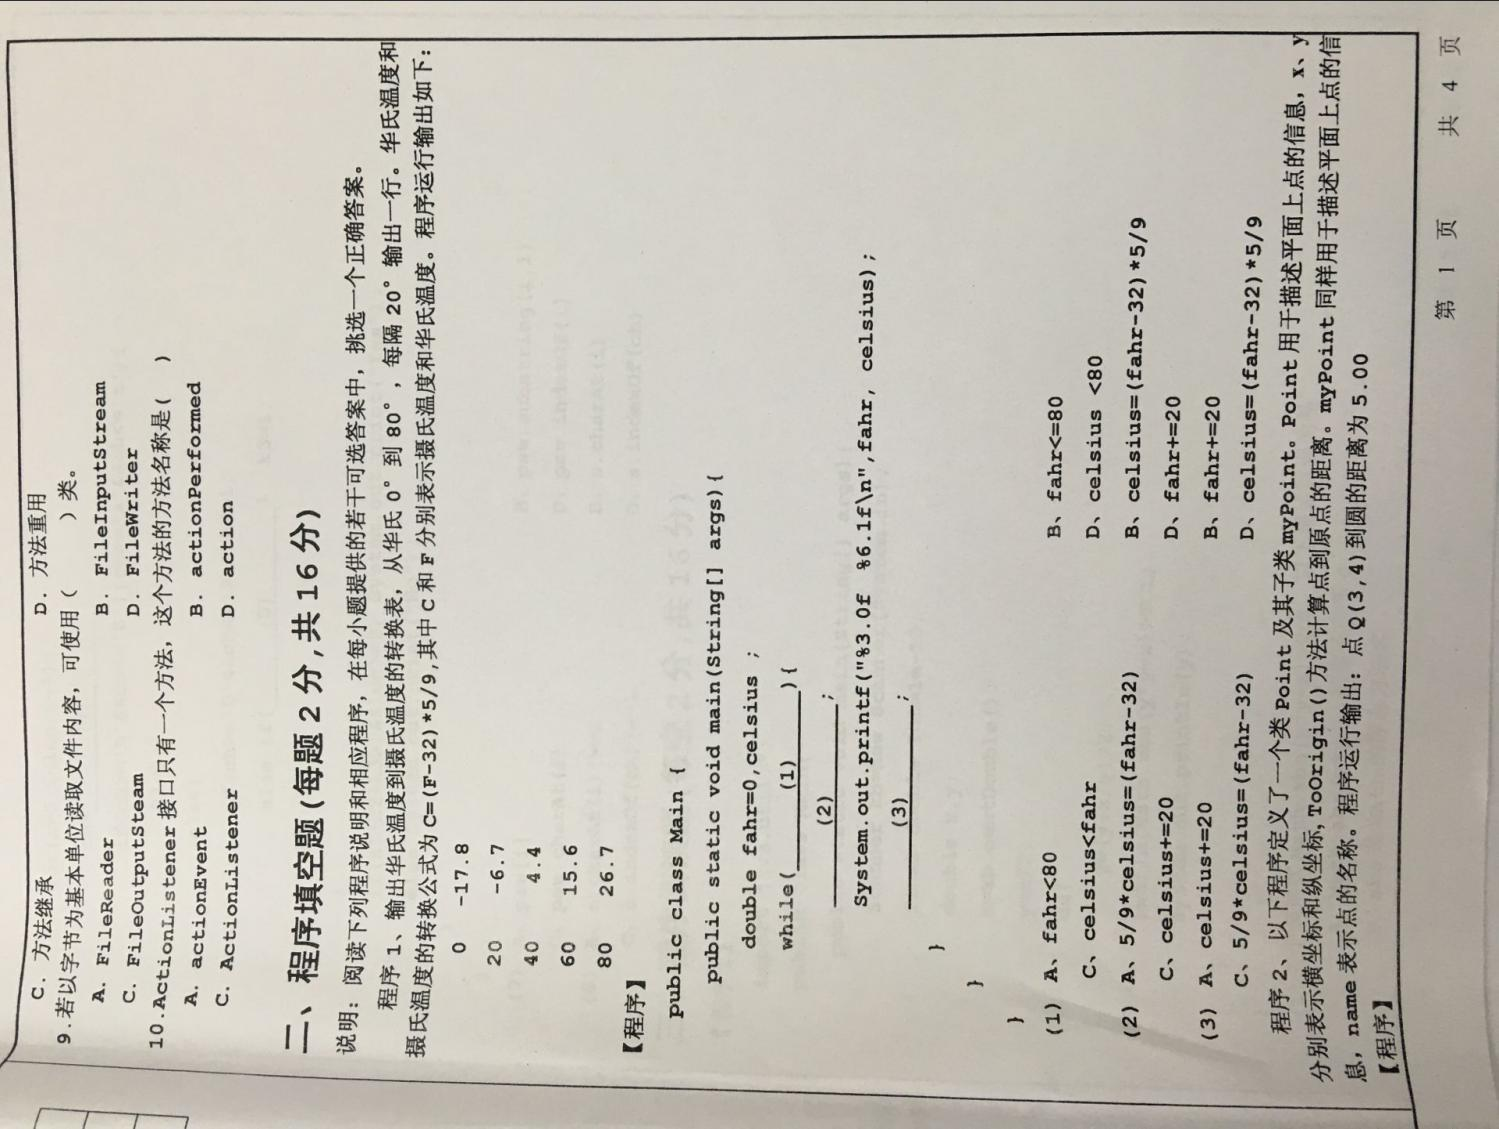 C. 方法继承 D. 方法重用
9.若以字节为基本单位读取文件内容，可使用（ ）类。
A. FileReader B. FileInputStream
C. FileOutputSteam D. FileWriter
10.ActionListener 接口只有一个方法，这个方法的方法名称是( )
A. actionEvent B. actionPerformed
C. ActionListener D. action
二、程序填空题(每题 2 分,共 16 分)
说明：阅读下列程序说明和相应程序，在每小题提供的若干可选答案中，挑选一个正确答案。
程序 1、输出华氏温度到摄氏温度的转换表，从华氏 0°到 80°，每隔 20°输出一行。华氏温度和
摄氏温度的转换公式为 C=(F-32)*5/9,其中 C 和 F 分别表示摄氏温度和华氏温度。程序运行输出如下：
0 -17.8
20 -6.7
40 4.4
60 15.6
80 26.7
【程序】
public class Main {
public static void main(String[] args){
double fahr=0,celsius ;
while(____(1)____){
____(2)____;
System.out.printf("%3.0f %6.1f\n",fahr, celsius);
____(3)____;
}
}
}
(1) A、fahr<80 B、fahr<=80
C、celsius<fahr D、celsius <80
(2) A、5/9*celsius=(fahr-32) B、celsius=(fahr-32)*5/9
C、celsius+=20 D、fahr+=20
(3) A、celsius+=20 B、fahr+=20
C、5/9*celsius=(fahr-32) D、celsius=(fahr-32)*5/9
程序 2、以下程序定义了一个类 Point 及其子类 myPoint。Point 用于描述平面上点的信息，x、y
分别表示横坐标和纵坐标,ToOrigin()方法计算点到原点的距离。myPoint 同样用于描述平面上点的信
息，name 表示点的名称。程序运行输出：点 Q(3,4)到圆的距离为 5.00
【程序】
第 1 页 共 4 页